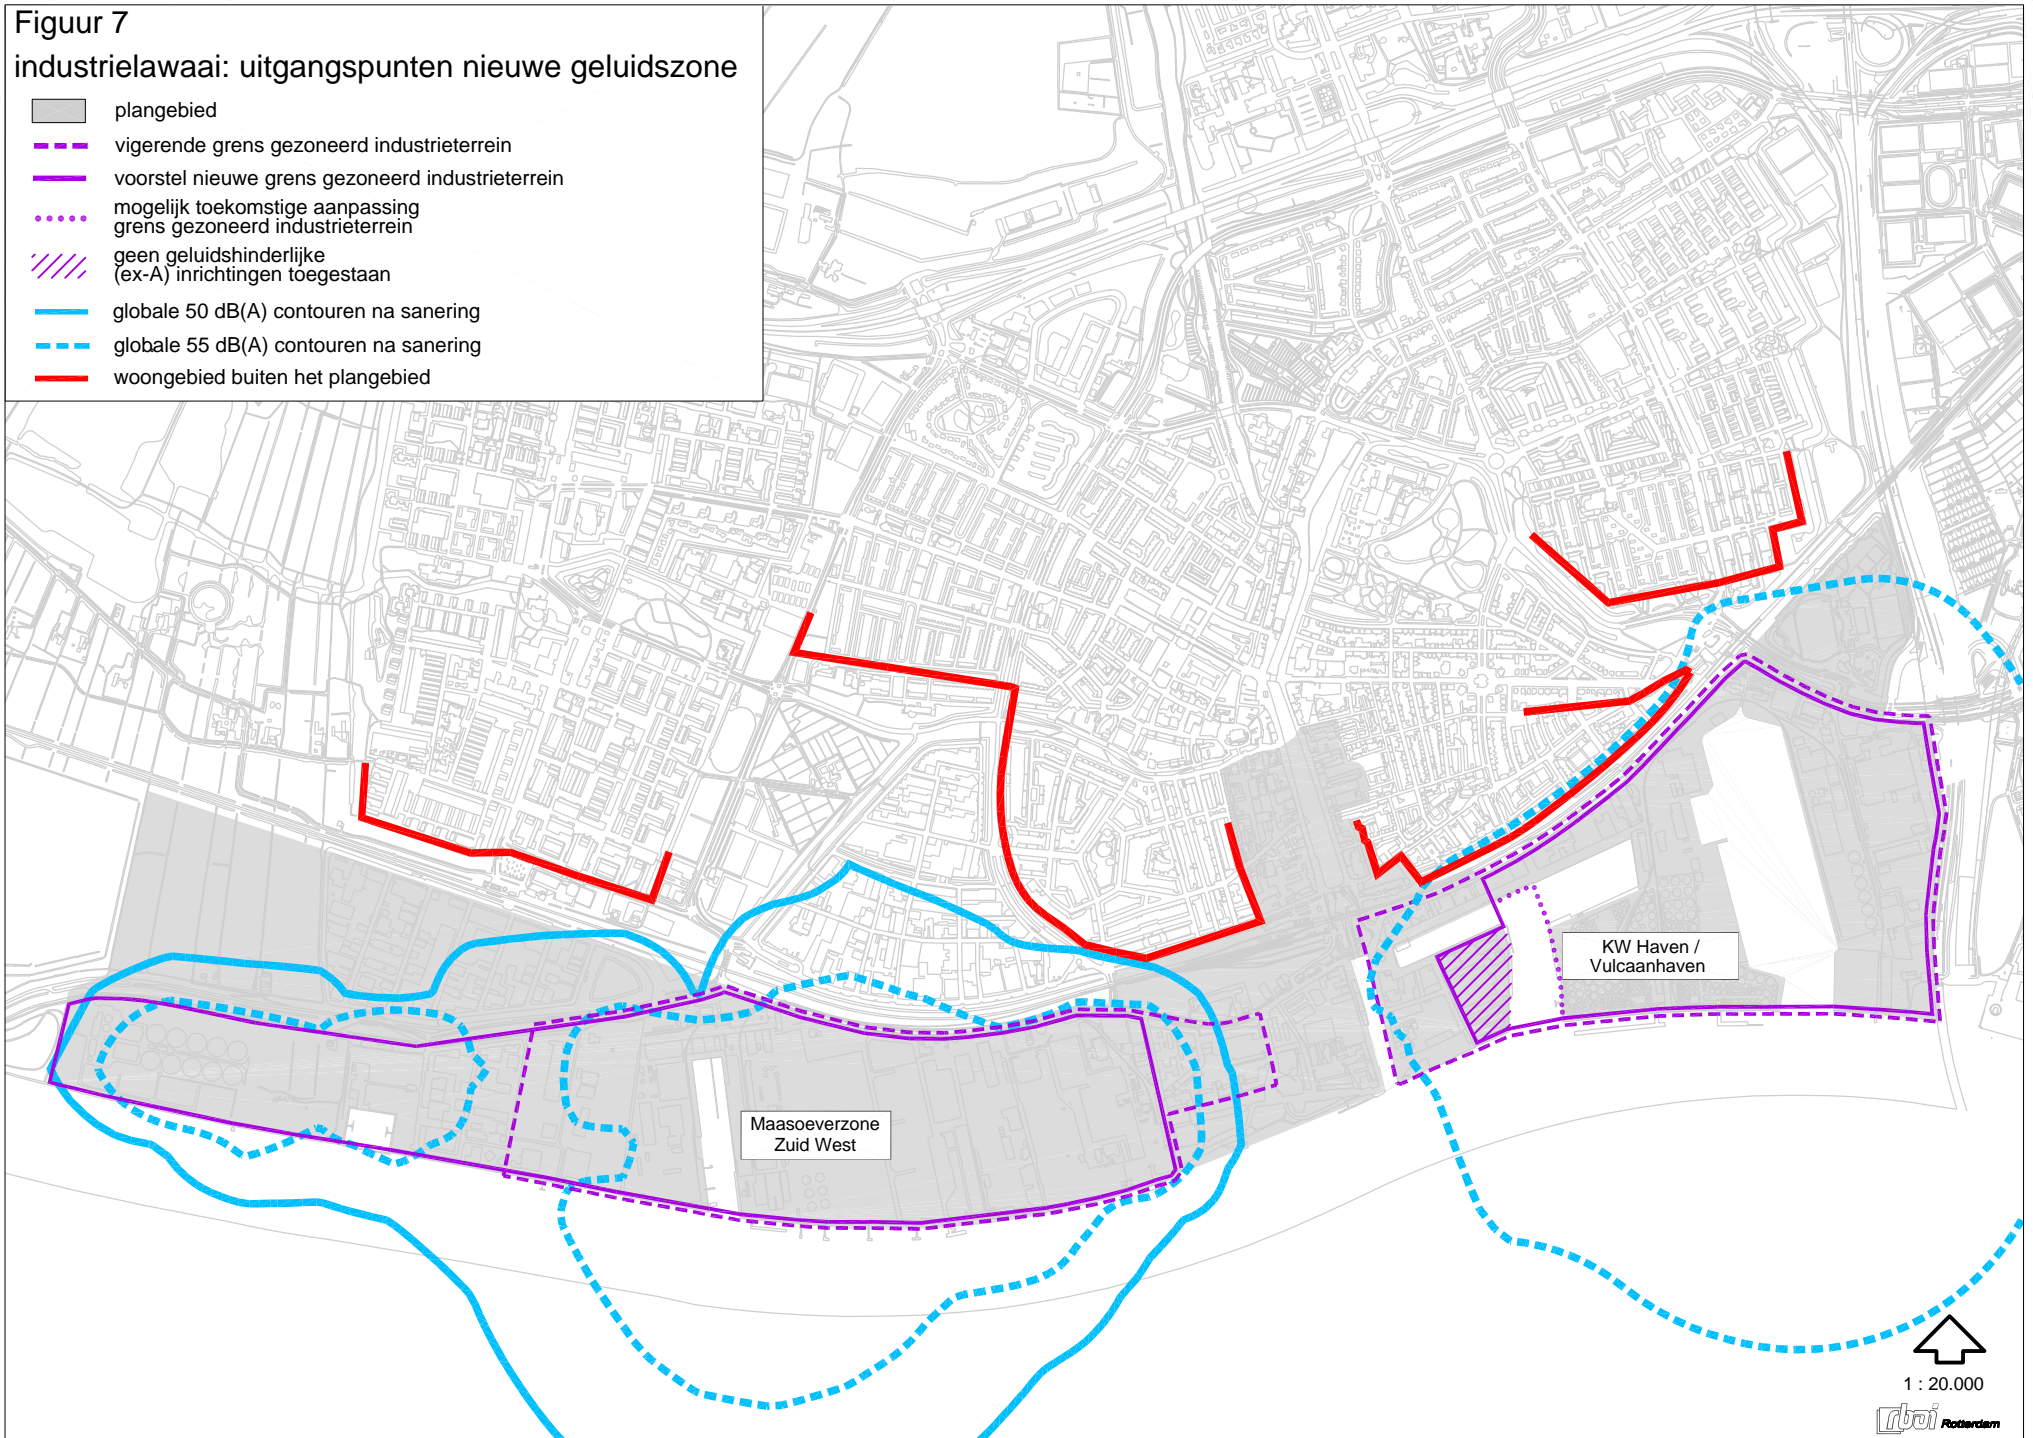 Figuur 7
industrielawaai: uitgangspunten nieuwe geluidszone
plangebied
vigerende grens gezoneerd industrieterrein
voorstel nieuwe grens gezoneerd industrieterrein
mogelijk toekomstige aanpassing
grens gezoneerd industrieterrein
geen geluidshinderlijke
(ex-A) inrichtingen toegestaan
globale 50 dB(A) contouren na sanering
globale 55 dB(A) contouren na sanering
woongebied buiten het plangebied
KW Haven /
Vulcaanhaven
Maasoeverzone
Zuid West
1 : 20.000
rboi Rotterdam